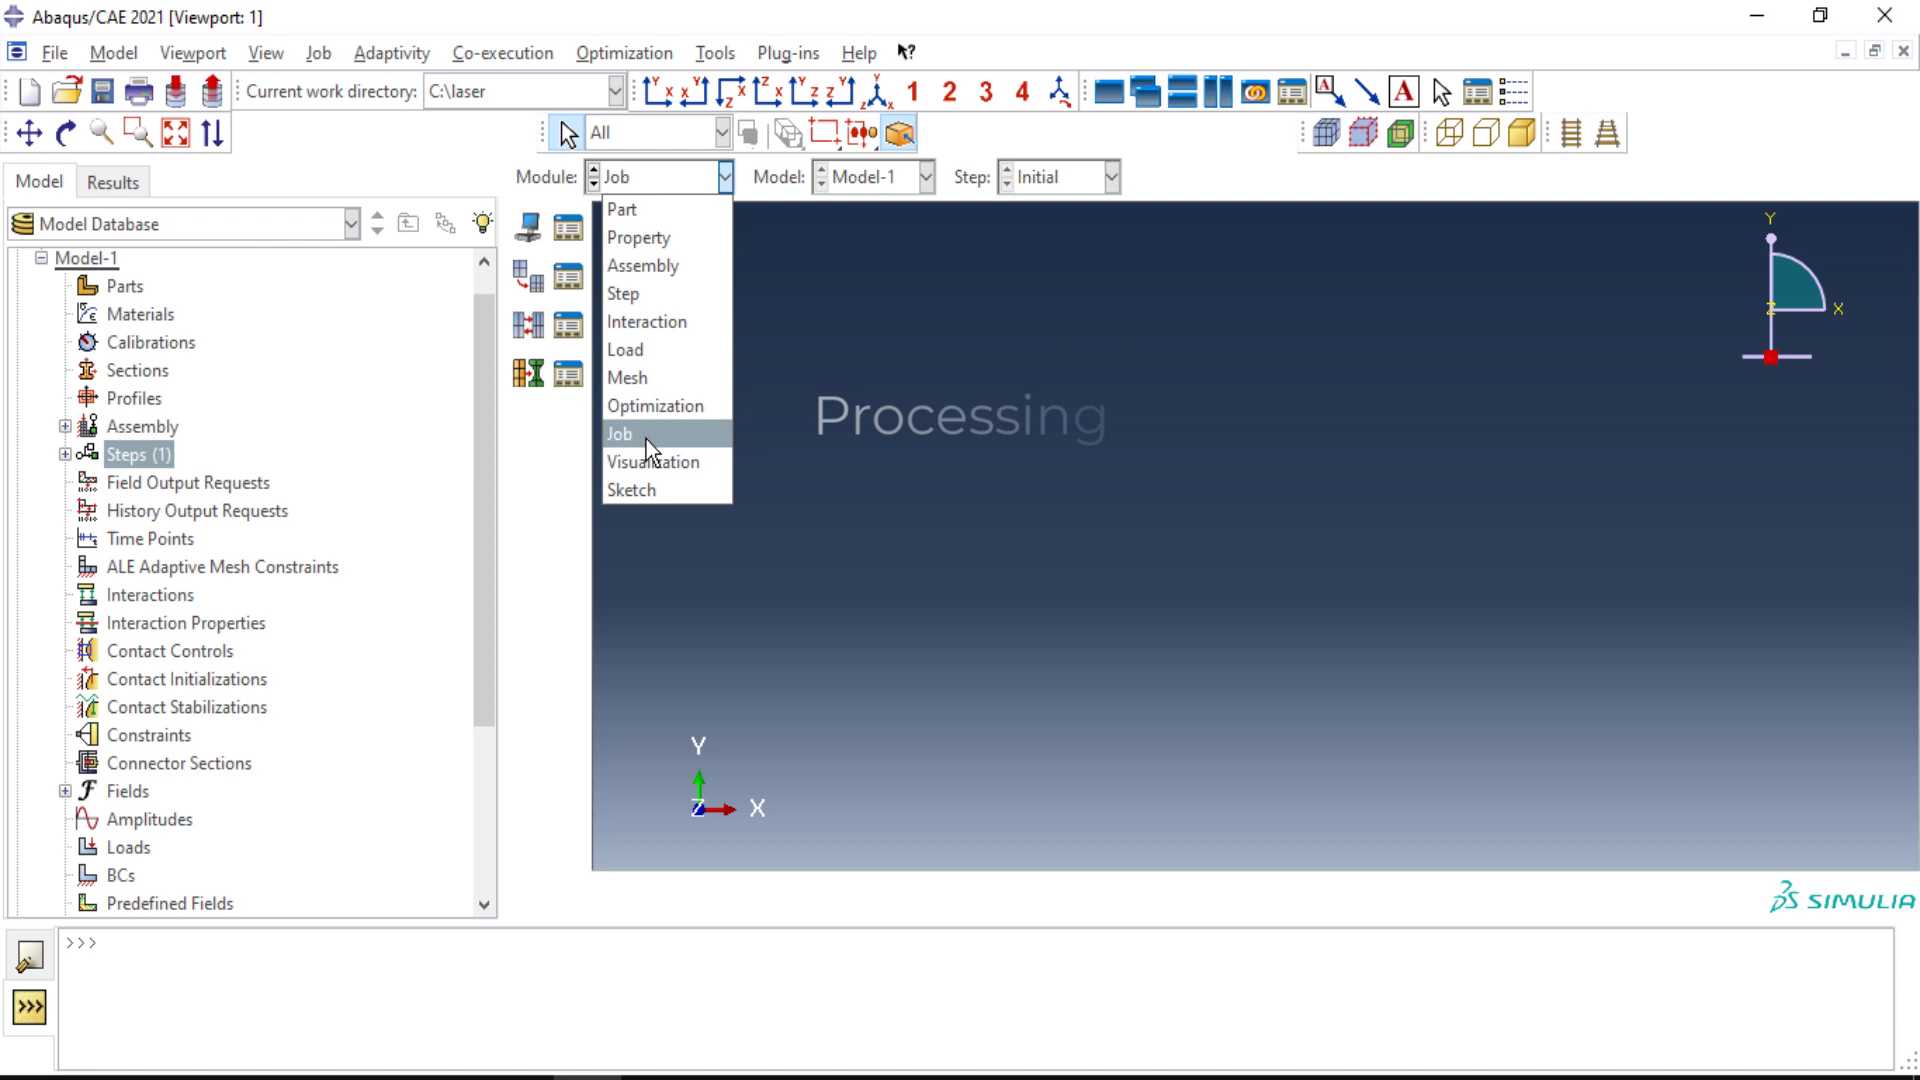 Abaqus/CAE 2021 [Viewport: 1]
File Model Viewport View Job Adaptivity Co-execution Optimization Tools Plug-ins Help
Current work directory: C:\laser
1 2 3 4
All
Model Results
Module: Job Model: Model-1 Step: Initial
Model Database
Model-1
Parts
Materials
Calibrations
Sections
Profiles
Assembly
Steps (1)
Field Output Requests
History Output Requests
Time Points
ALE Adaptive Mesh Constraints
Interactions
Interaction Properties
Contact Controls
Contact Initializations
Contact Stabilizations
Constraints
Connector Sections
Fields
Amplitudes
Loads
BCs
Predefined Fields
Part
Property
Assembly
Step
Interaction
Load
Mesh
Optimization
Job
Visualization
Sketch
Processing
Y
Z X
Y
Z X
SIMULIA
>>>
>>>